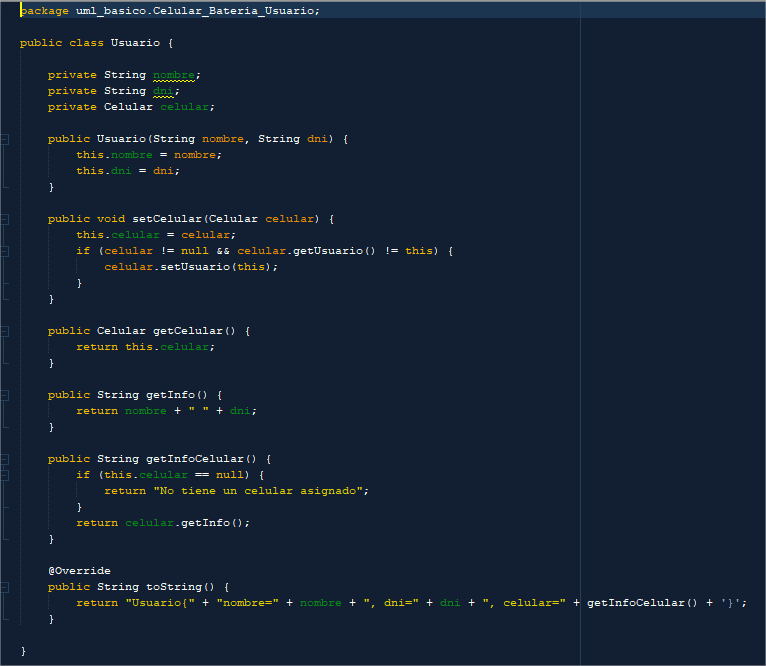 package uml_basico.Celular_Bateria_Usuario;
public class Usuario {
private String nombre;
private String dni;
private Celular celular;
public Usuario(String nombre, String dni) {
this.nombre = nombre;
this.dni = dni;
}
public void setCelular(Celular celular) {
this.celular = celular;
if (celular != null && celular.getUsuario() != this) {
celular.setUsuario(this);
}
}
public Celular getCelular() {
return this.celular;
}
public String getInfo() {
return nombre + " " + dni;
}
public String getInfoCelular() {
if (this.celular == null) {
return "No tiene un celular asignado";
}
return celular.getInfo();
}
@Override
public String toString() {
return "Usuario{" + "nombre=" + nombre + ", dni=" + dni + ", celular=" + getInfoCelular() + '}';
}
}